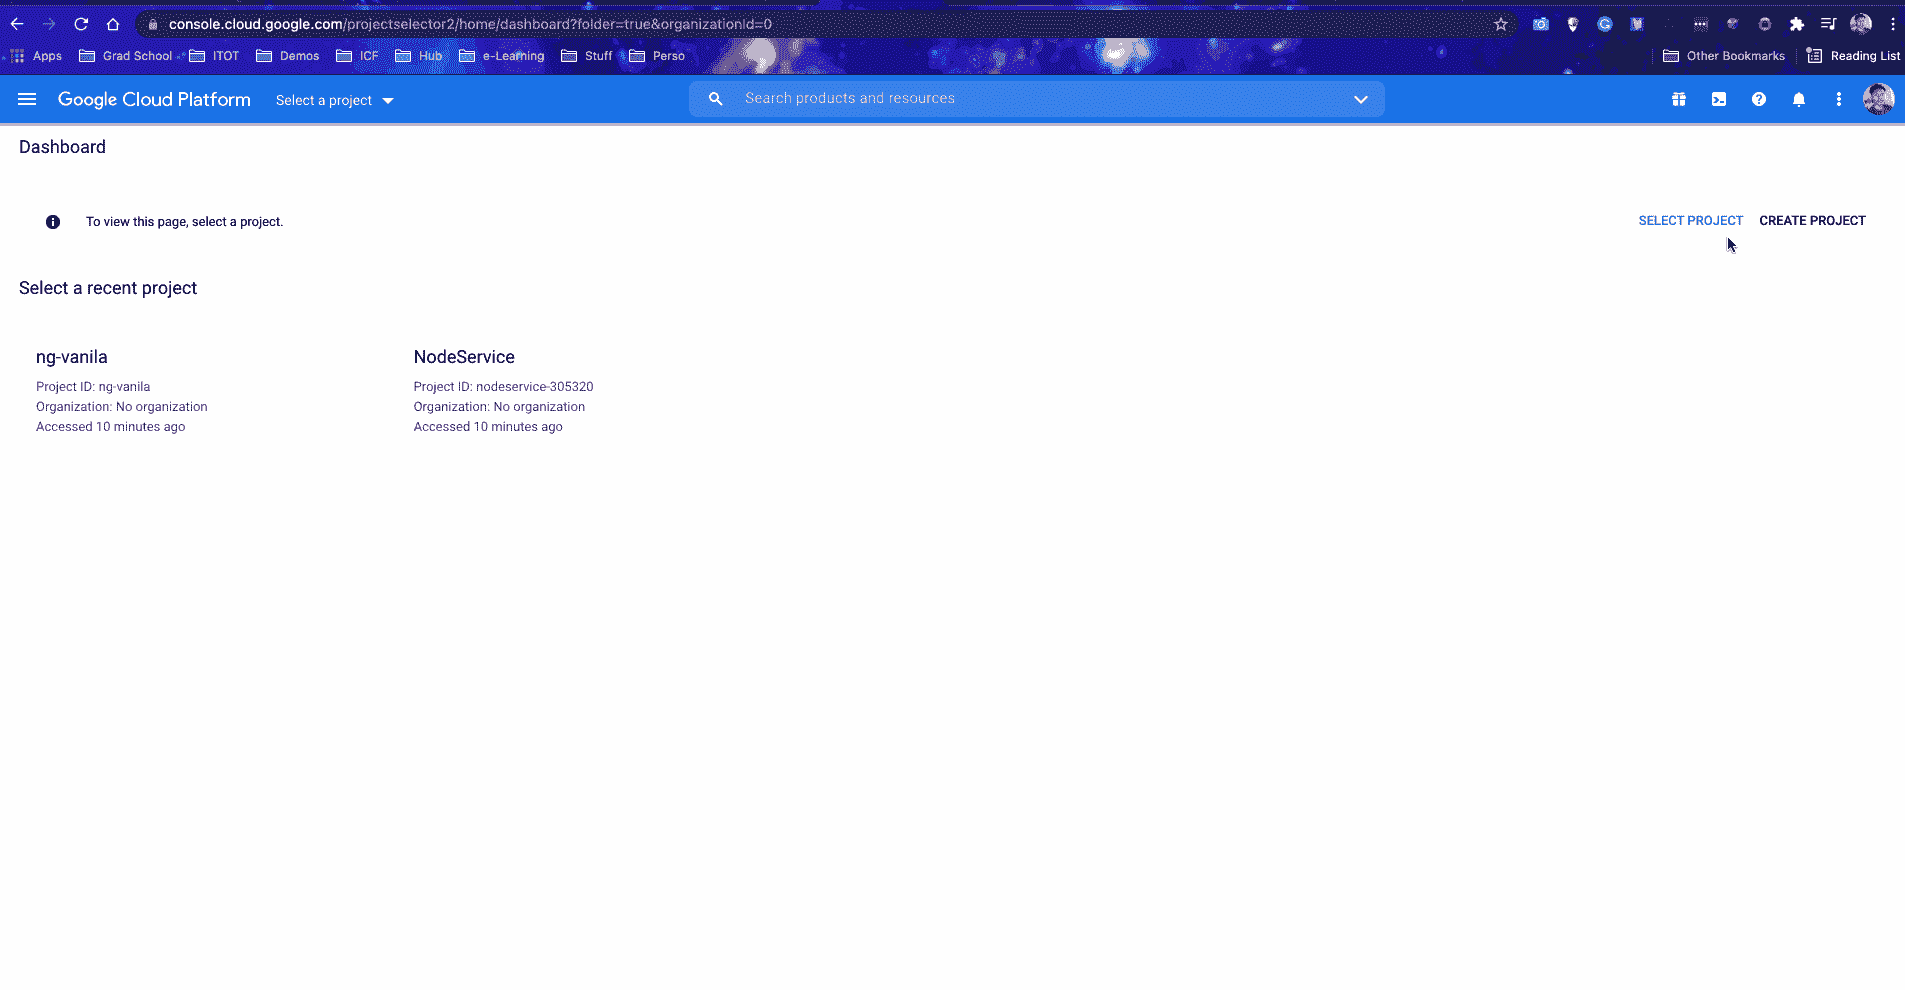 console.cloud.google.com/projectselector2/home/dashboard?folder=true&organizationId=0
Apps Grad School ITOT Demos ICF Hub e-Learning Stuff Perso Other Bookmarks Reading List
Google Cloud Platform Select a project Search products and resources
Dashboard
To view this page, select a project. SELECT PROJECT CREATE PROJECT
Select a recent project
ng-vanila NodeService
Project ID: ng-vanila Project ID: nodeservice-305320
Organization: No organization Organization: No organization
Accessed 10 minutes ago Accessed 10 minutes ago